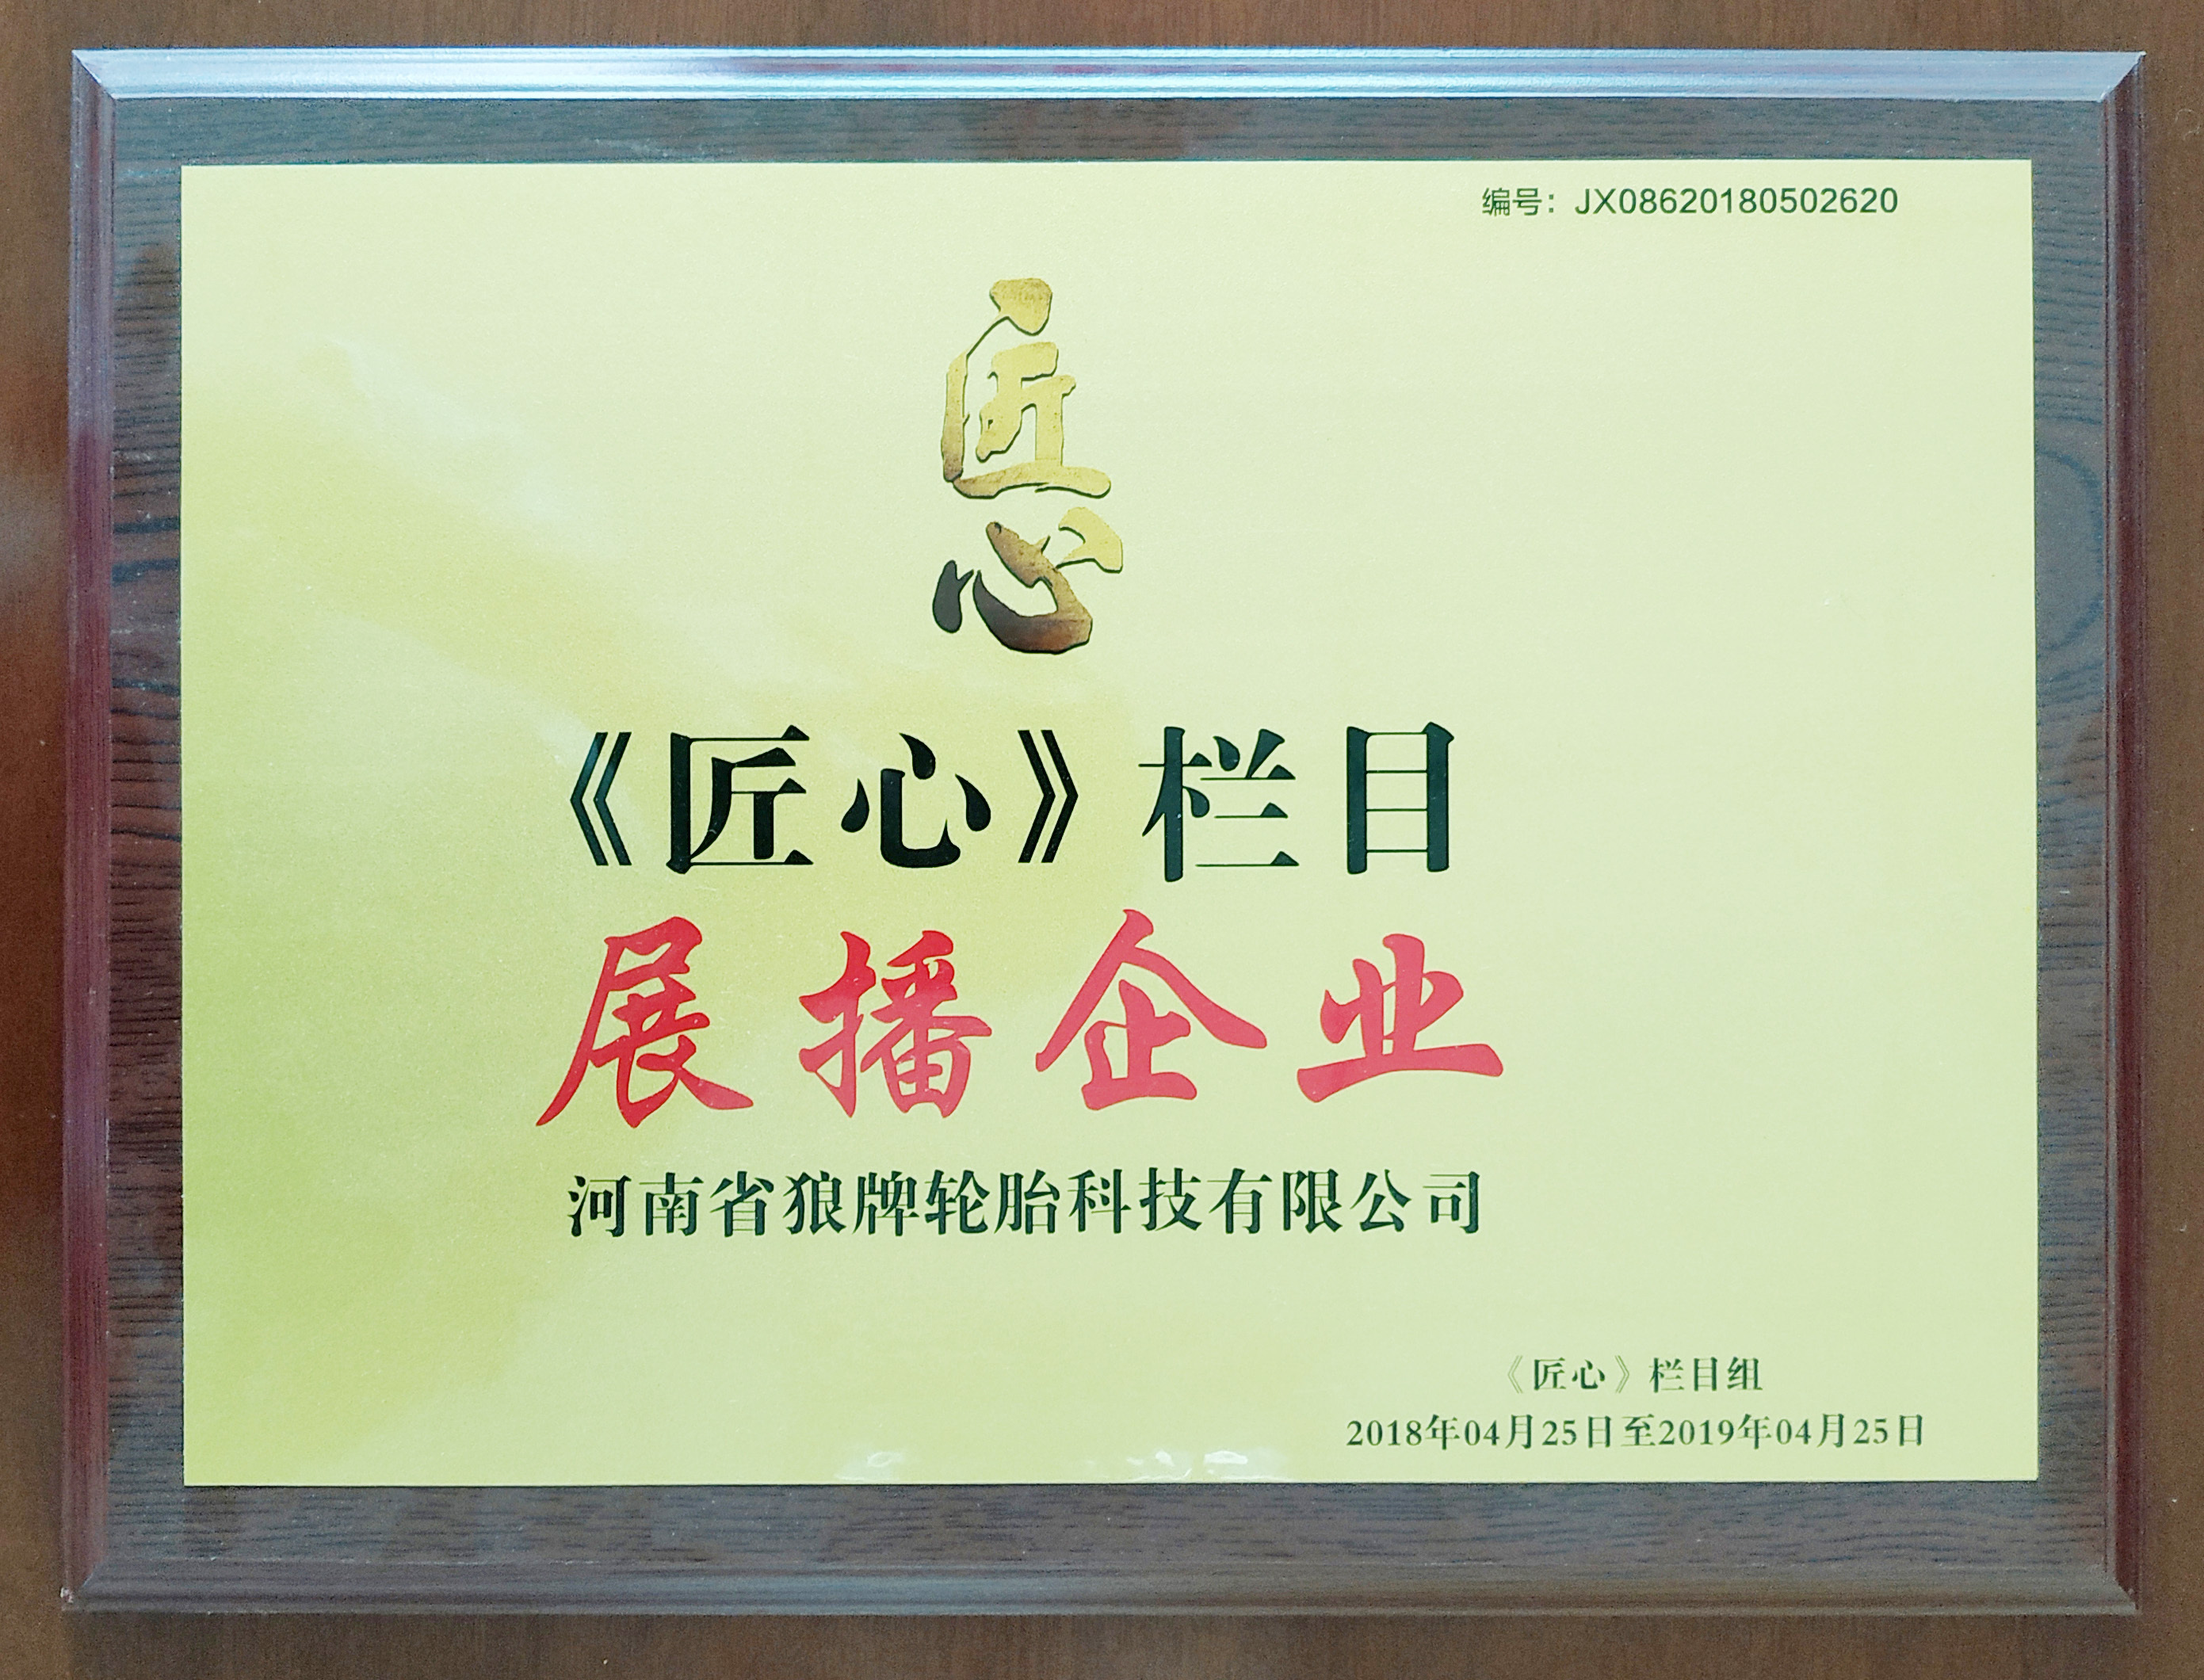 编号：JX08620180502620
匠
心
《匠心》栏目
展播企业
河南省狼牌轮胎科技有限公司
《匠心》栏目组
2018年04月25日至2019年04月25日